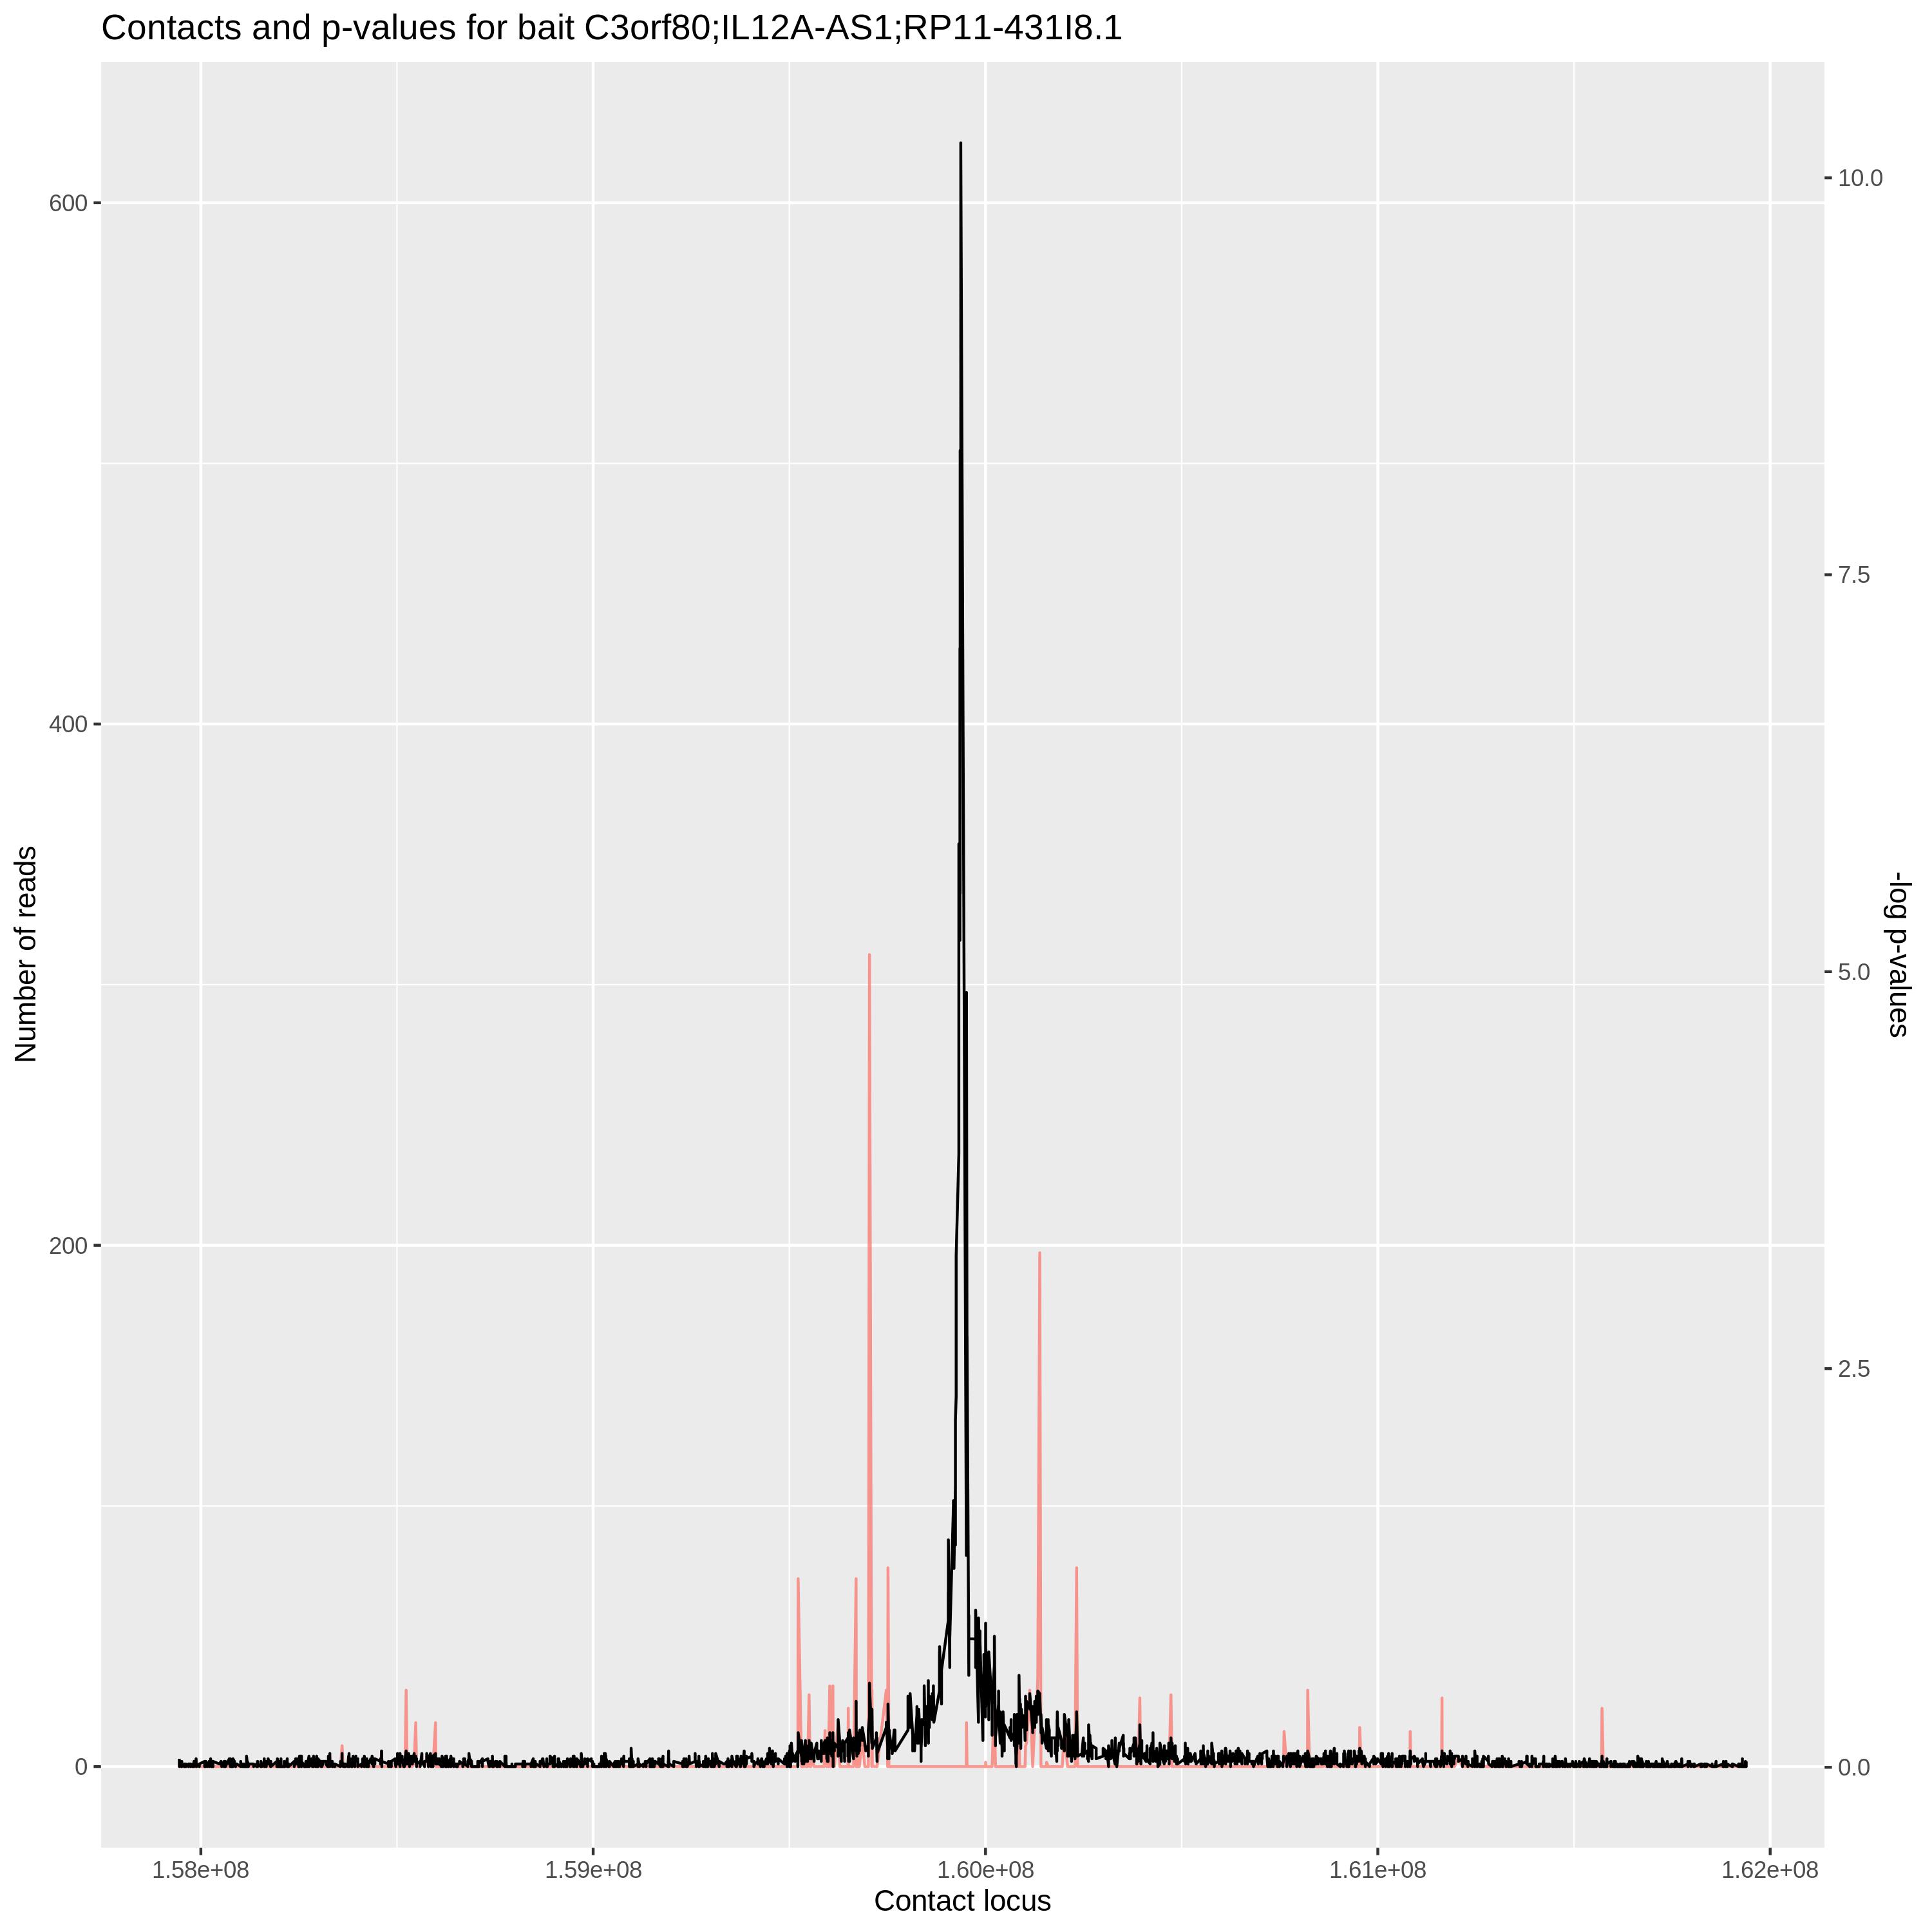 Contacts and p-values for bait C3orf80;IL12A-AS1;RP11-431I8.1
600
400
200
0
Number of reads
10.0
7.5
5.0
2.5
0.0
-log p-values
1.58e+08
1.59e+08
1.60e+08
1.61e+08
1.62e+08
Contact locus